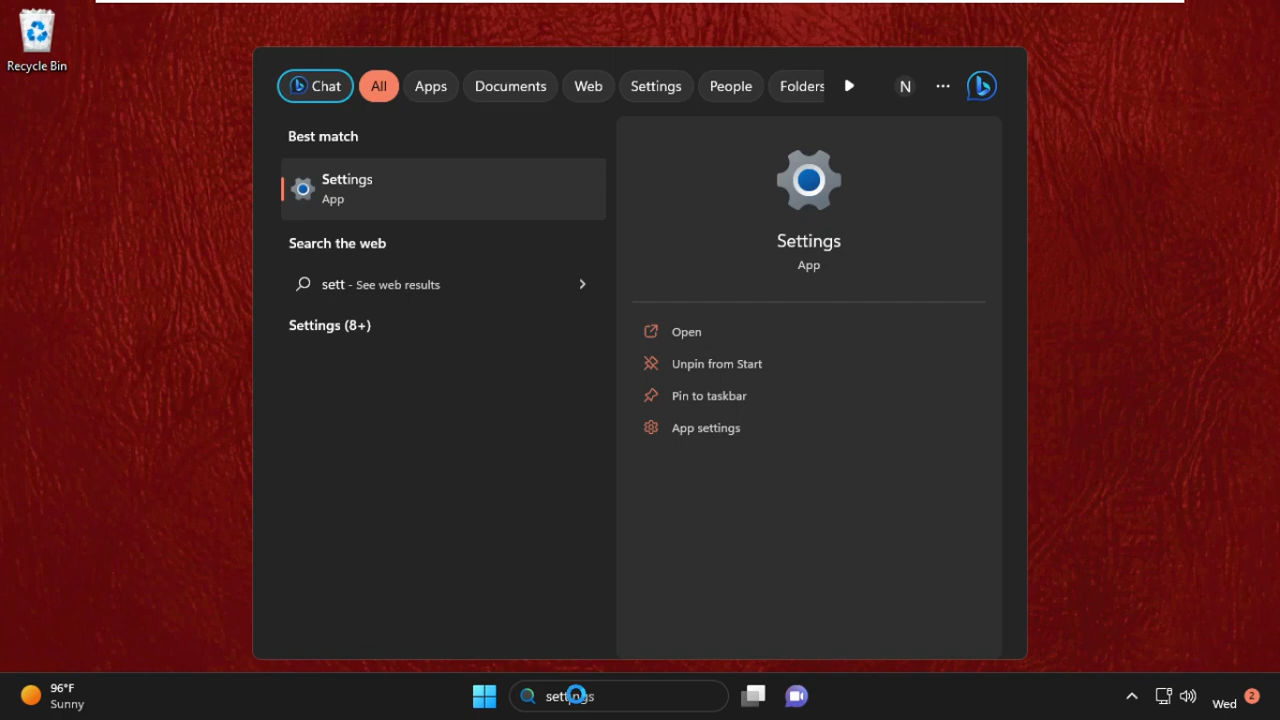 Recycle Bin
Chat
All
Apps
Documents
Web
Settings
People
Folders
N
Best match
Settings
App
Search the web
sett - See web results
Settings (8+)
Settings
App
Open
Unpin from Start
Pin to taskbar
App settings
96°F
Sunny
settings
Wed
2